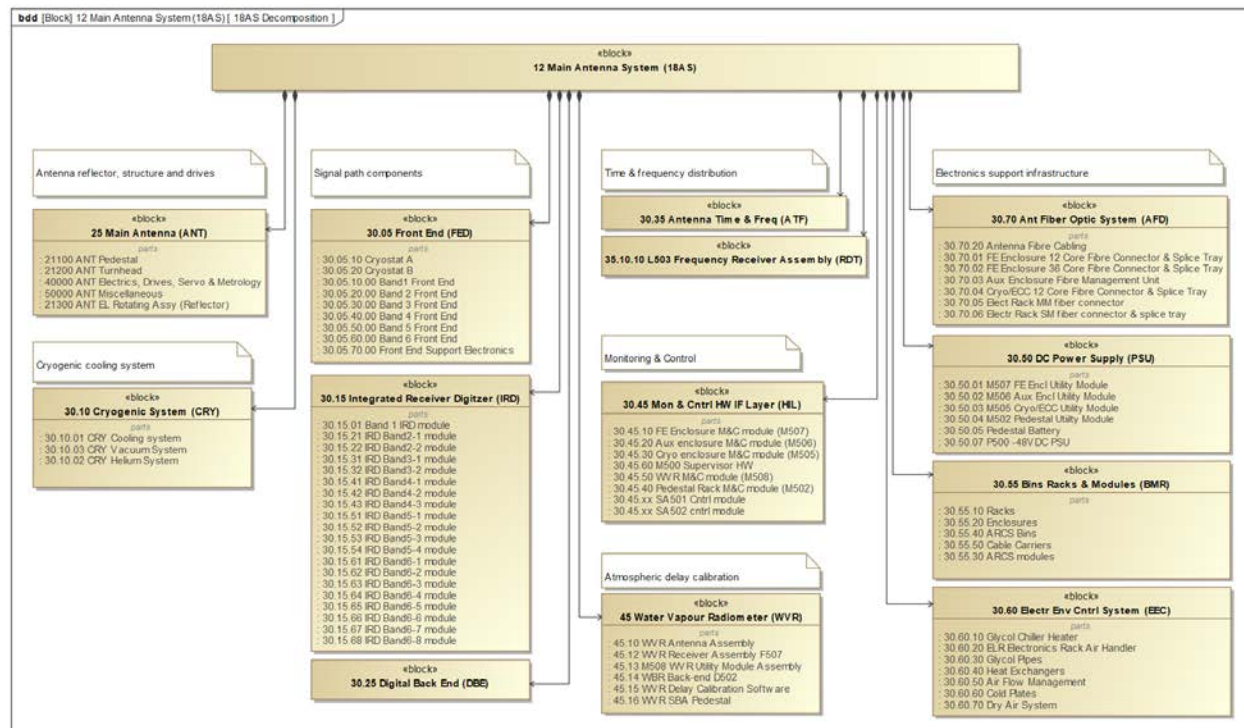 bdd [Block] 12 Main Antenna System (18AS) [ 18AS Decomposition ]
«block»
12 Main Antenna System (18AS)
Antenna reflector, structure and drives
«block»
25 Main Antenna (ANT)
parts
: 21100 ANT Pedestal
: 21200 ANT Turnhead
: 40000 ANT Electrics, Drives, Servo & Metrology
: 50000 ANT Miscellaneous
: 21300 ANT EL Rotating Assy (Reflector)
Cryogenic cooling system
«block»
30.10 Cryogenic System (CRY)
parts
: 30.10.01 CRY Cooling system
: 30.10.03 CRY Vacuum System
: 30.10.02 CRY Helium System
Signal path components
«block»
30.05 Front End (FED)
parts
: 30.05.10 Cryostat A
: 30.05.20 Cryostat B
: 30.05.10.00 Band1 Front End
: 30.05.20.00 Band 2 Front End
: 30.05.30.00 Band 3 Front End
: 30.05.40.00 Band 4 Front End
: 30.05.50.00 Band 5 Front End
: 30.05.60.00 Band 6 Front End
: 30.05.70.00 Front End Support Electronics
«block»
30.15 Integrated Receiver Digitzer (IRD)
parts
: 30.15.01 Band 1 IRD module
: 30.15.21 IRD Band2-1 module
: 30.15.22 IRD Band2-2 module
: 30.15.31 IRD Band3-1 module
: 30.15.32 IRD Band3-2 module
: 30.15.41 IRD Band4-1 module
: 30.15.42 IRD Band4-2 module
: 30.15.43 IRD Band4-3 module
: 30.15.51 IRD Band5-1 module
: 30.15.52 IRD Band5-2 module
: 30.15.53 IRD Band5-3 module
: 30.15.54 IRD Band5-4 module
: 30.15.61 IRD Band6-1 module
: 30.15.62 IRD Band6-2 module
: 30.15.63 IRD Band6-3 module
: 30.15.64 IRD Band6-4 module
: 30.15.65 IRD Band6-5 module
: 30.15.66 IRD Band6-6 module
: 30.15.67 IRD Band6-7 module
: 30.15.68 IRD Band6-8 module
«block»
30.25 Digital Back End (DBE)
Time & frequency distribution
«block»
30.35 Antenna Time & Freq (ATF)
«block»
35.10.10 L503 Frequency Receiver Assembly (RDT)
Monitoring & Control
«block»
30.45 Mon & Cntrl HW IF Layer (HIL)
parts
: 30.45.10 FE Enclosure M&C module (M507)
: 30.45.20 Aux enclosure M&C module (M506)
: 30.45.30 Cryo enclosure M&C module (M505)
: 30.45.60 M500 Supervisor HW
: 30.45.50 WVR M&C module (M508)
: 30.45.40 Pedestal Rack M&C module (M502)
: 30.45.xx SA501 Cntrl module
: 30.45.xx SA502 cntrl module
Atmospheric delay calibration
«block»
45 Water Vapour Radiometer (WVR)
parts
: 45.10 WVR Antenna Assembly
: 45.12 WVR Receiver Assembly F507
: 45.13 M508 WVR Utility Module Assembly
: 45.14 WBR Back-end D502
: 45.15 WVR Delay Calibration Software
: 45.16 WVR SBA Pedestal
Electronics support infrastructure
«block»
30.70 Ant Fiber Optic System (AFD)
parts
: 30.70.20 Antenna Fibre Cabling
: 30.70.01 FE Enclosure 12 Core Fibre Connector & Splice Tray
: 30.70.02 FE Enclosure 36 Core Fibre Connector & Splice Tray
: 30.70.03 Aux Enclosure Fibre Management Unit
: 30.70.04 Cryo/ECC 12 Core Fibre Connector & Splice Tray
: 30.70.05 Elect Rack MM fiber connector
: 30.70.06 Electr Rack SM fiber connector & splice tray
«block»
30.50 DC Power Supply (PSU)
parts
: 30.50.01 M507 FE Encl Utility Module
: 30.50.02 M506 Aux Encl Utility Module
: 30.50.03 M505 Cryo/ECC Utility Module
: 30.50.04 M502 Pedestal Utility Module
: 30.50.05 Pedestal Battery
: 30.50.07 P500 -48V DC PSU
«block»
30.55 Bins Racks & Modules (BMR)
parts
: 30.55.10 Racks
: 30.55.20 Enclosures
: 30.55.40 ARCS Bins
: 30.55.50 Cable Carriers
: 30.55.30 ARCS modules
«block»
30.60 Electr Env Cntrl System (EEC)
parts
: 30.60.10 Glycol Chiller Heater
: 30.60.20 ELR Electronics Rack Air Handler
: 30.60.30 Glycol Pipes
: 30.60.40 Heat Exchangers
: 30.60.50 Air Flow Management
: 30.60.60 Cold Plates
: 30.60.70 Dry Air System